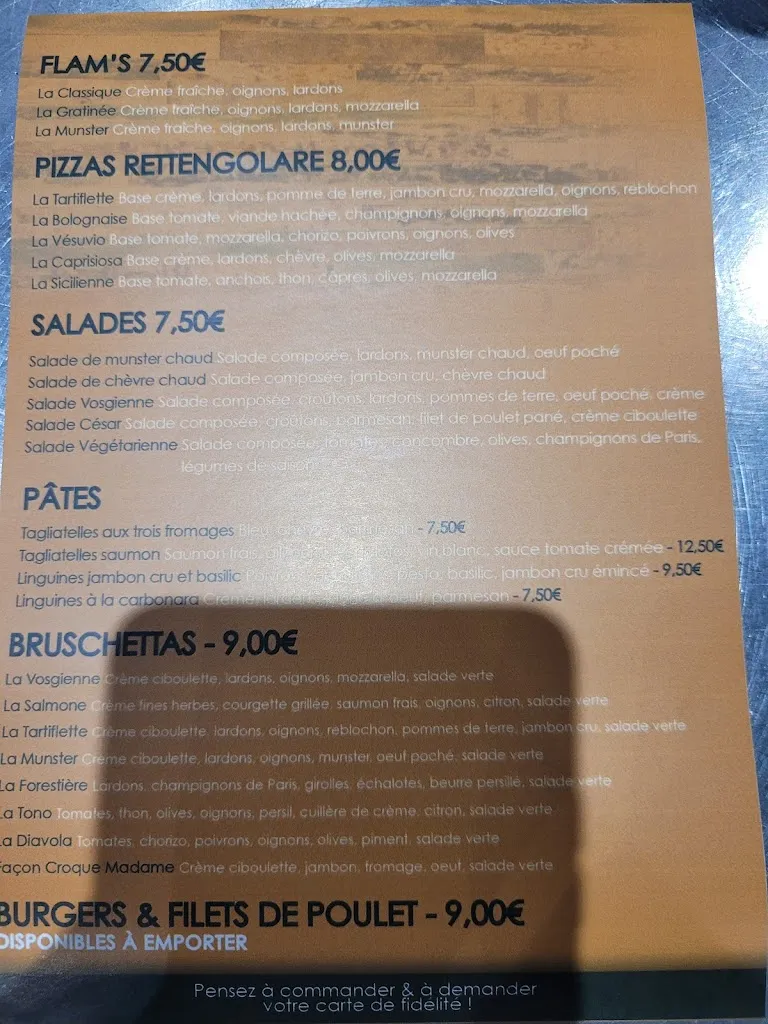 FLAM'S 7,50€
La Classique Crème fraîche, oignons, lardons
La Gratinée Crème fraîche, oignons, lardons, mozzarella
La Munster Crème fraîche, oignons, lardons, munster
PIZZAS RETTENGOLARE 8,00€
La Tartiflette Base crème, lardons, pomme de terre, jambon cru, mozzarella, oignons, reblochon
La Bolognaise Base tomate, viande hachée, champignons, oignons, mozzarella
La Vésuvio Base tomate, mozzarella, chorizo, poivrons, oignons, olives
La Caprisiosa Base crème, lardons, chèvre, olives, mozzarella
La Sicilienne Base tomate, anchois, thon, câpres, olives, mozzarella
SALADES 7,50€
Salade de munster chaud Salade composée, lardons, munster chaud, oeuf poché
Salade de chèvre chaud Salade composée, jambon cru, chèvre chaud
Salade Vosgienne Salade composée, croûtons, lardons, pommes de terre, oeuf poché, crème
Salade César Salade composée, croûtons, parmesan, filet de poulet pané, crème ciboulette
Salade Végétarienne Salade composée, tomates, concombre, olives, champignons de Paris,
légumes de saison
PÂTES
Tagliatelles aux trois fromages Bleu, chèvre, parmesan - 7,50€
Tagliatelles saumon Saumon frais, vin blanc, sauce tomate crémée - 12,50€
Linguines jambon cru et basilic basilic, jambon cru émincé - 9,50€
Linguines à la carbonara parmesan - 7,50€
BRUSCHETTAS - 9,00€
La Vosgienne Crème ciboulette, lardons, oignons, mozzarella, salade verte
La Salmone Crème fines herbes, courgette grillée, saumon frais, oignons, citron, salade verte
La Tartiflette Crème ciboulette, lardons, oignons, reblochon, pommes de terre, jambon cru, salade verte
La Munster Crème ciboulette, lardons, oignons, munster, oeuf poché, salade verte
La Forestière Lardons, champignons de Paris, girolles, échalotes, beurre persillé, salade verte
La Tono Tomates, thon, olives, oignons, persil, cuillère de crème, citron, salade verte
La Diavola Tomates, chorizo, poivrons, oignons, olives, piment, salade verte
Façon Croque Madame Crème ciboulette, jambon, fromage, oeuf, salade verte
BURGERS & FILETS DE POULET - 9,00€
DISPONIBLES À EMPORTER
Pensez à commander & à demander
votre carte de fidelité !